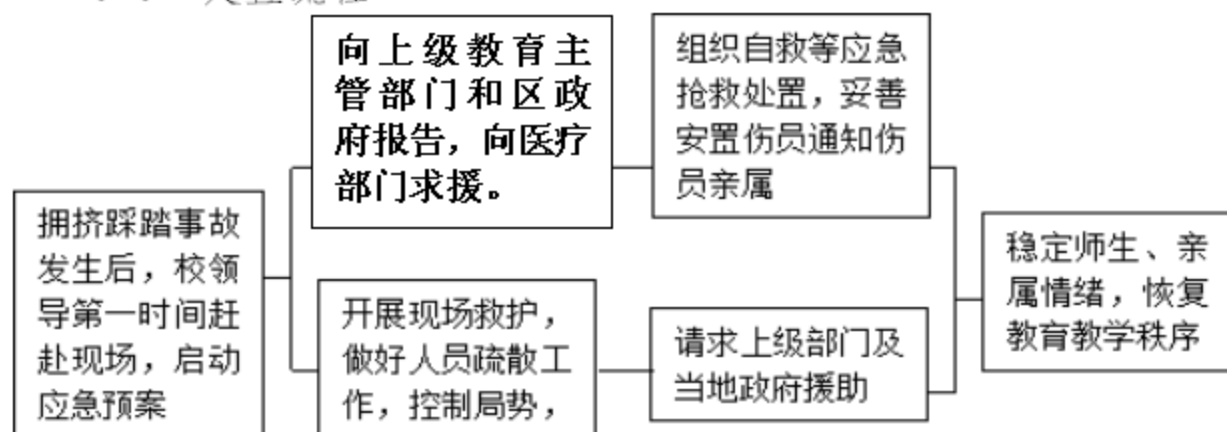 拥挤踩踏事故
发生后，校领
导第一时间赶
赴现场，启动
应急预案
向上级教育主
管部门和区政
府报告，向医疗
部门求援。
组织自救等应急
抢救处置，妥善
安置伤员通知伤
员亲属
开展现场救护，
做好人员疏散工
作，控制局势，
请求上级部门及
当地政府援助
稳定师生、亲
属情绪，恢复
教育教学秩序